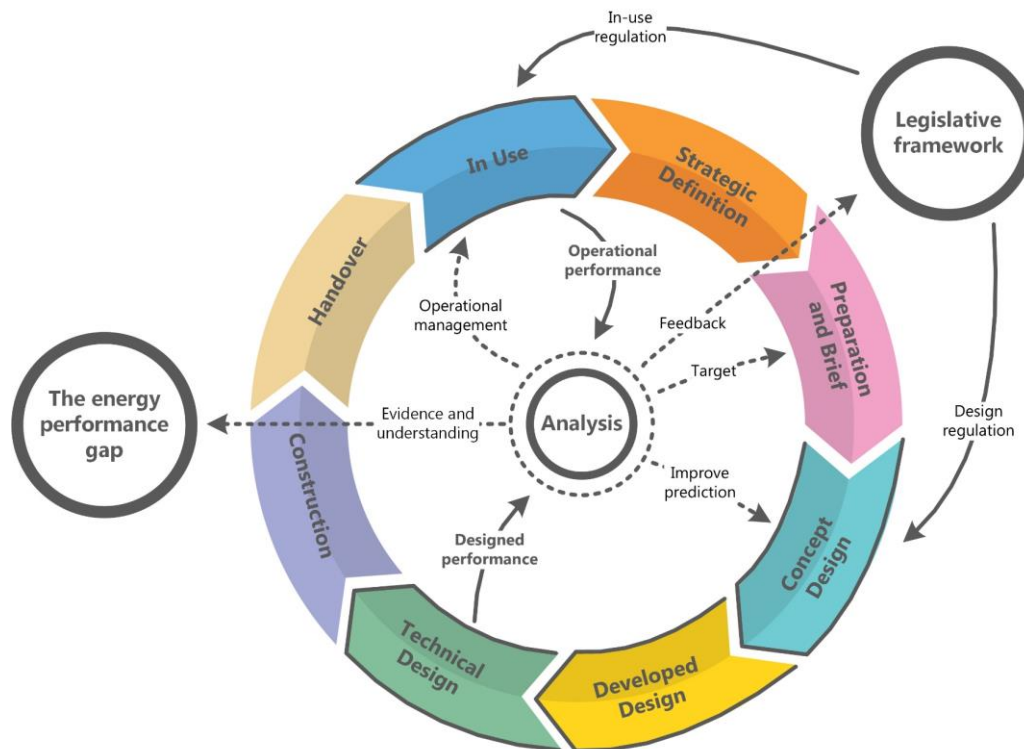 In-use
regulation
Legislative
framework
In Use
Strategic
Definition
Handover
Operational
performance
Operational
management
Feedback
Preparation
and Brief
Target
The energy
performance
gap
Evidence and
understanding
Analysis
Design
regulation
Improve
prediction
Construction
Designed
performance
Concept
Design
Technical
Design
Developed
Design